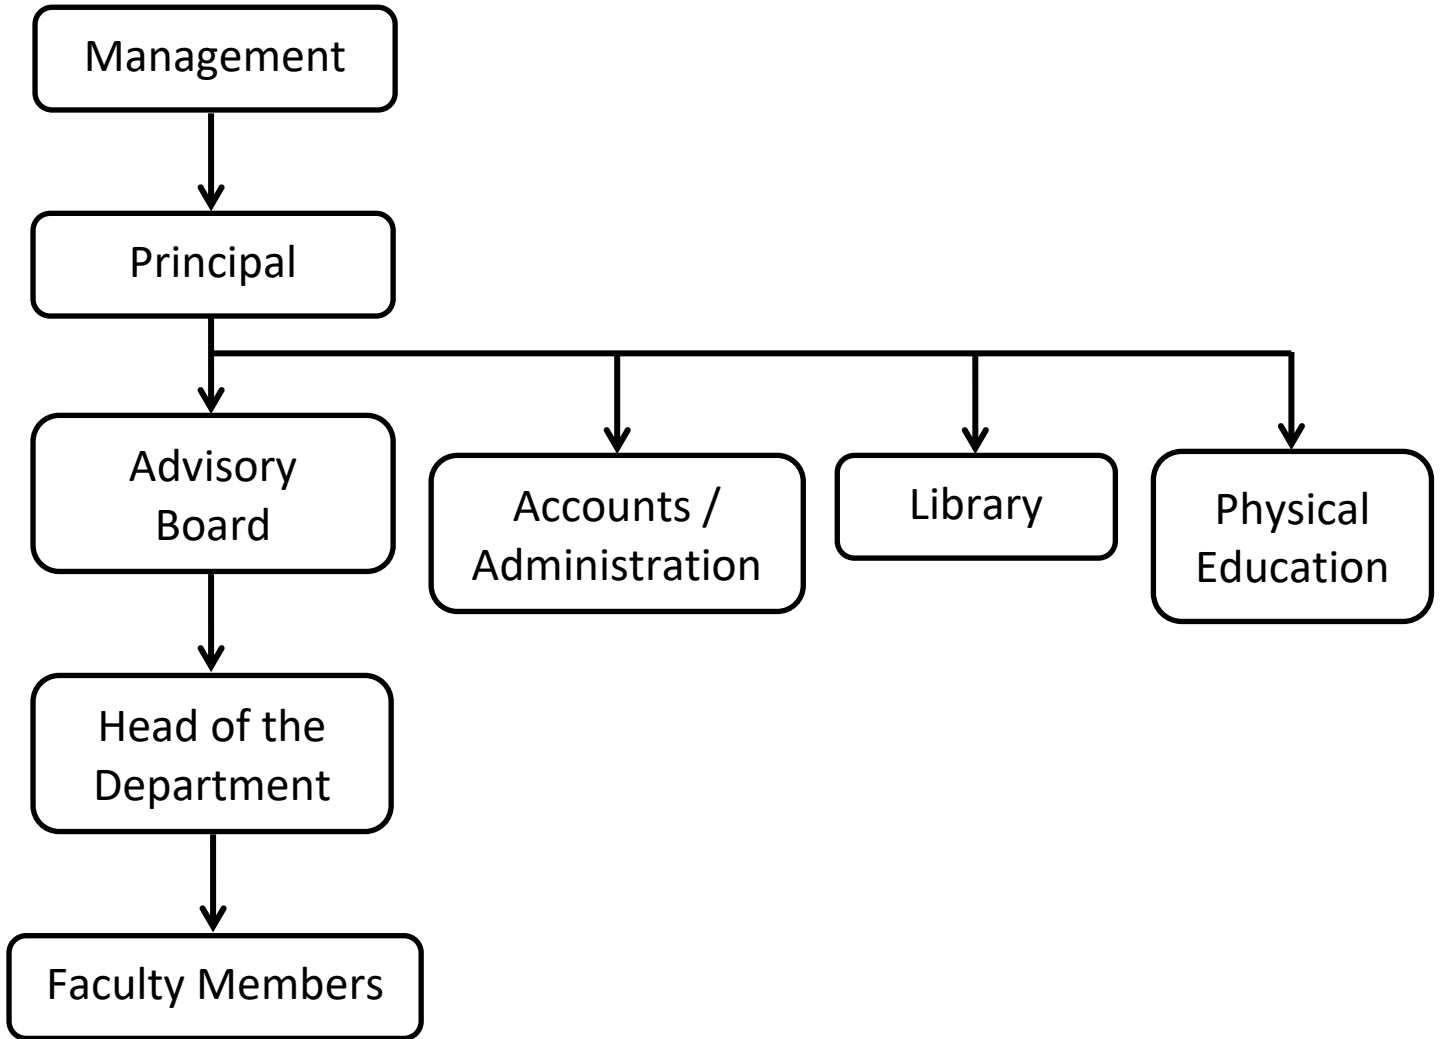 Management
Principal
Advisory
Board
Accounts /
Administration
Library
Physical
Education
Head of the
Department
Faculty Members